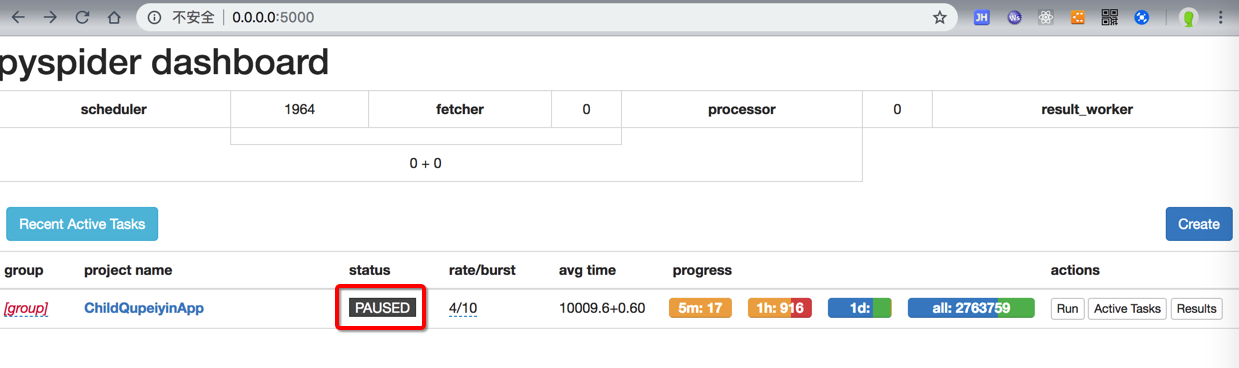 不安全 | 0.0.0.0:5000
JH
Ws
pyspider dashboard
scheduler 1964 fetcher 0 processor 0 result_worker
0 + 0
Recent Active Tasks
Create
group project name status rate/burst avg time progress actions
[group] ChildQupeiyinApp PAUSED 4/10 10009.6+0.60 5m: 17 1h: 916 1d: all: 2763759 Run Active Tasks Results